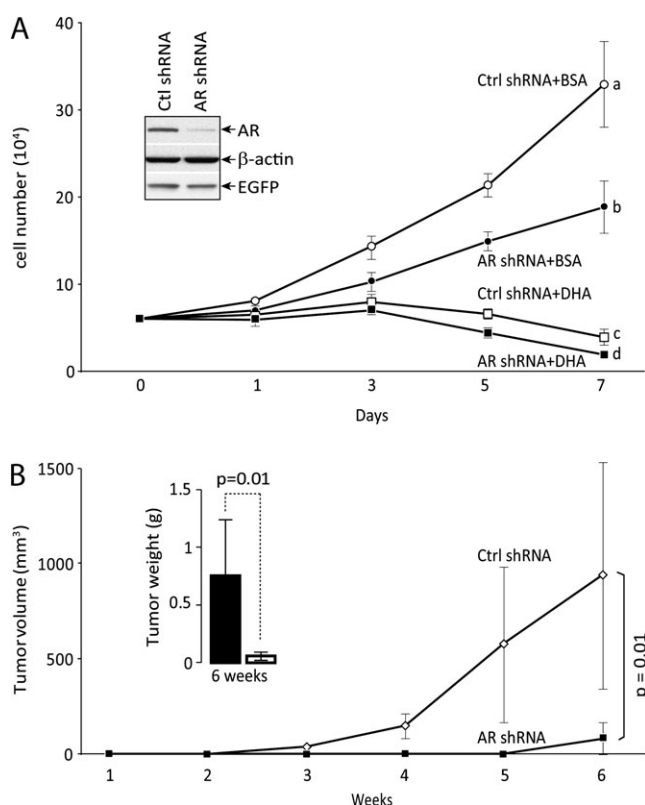 A
Ctl shRNA
AR shRNA
AR
β-actin
EGFP
cell number (10⁴)
40
30
20
10
0
Ctrl shRNA+BSA
a
b
AR shRNA+BSA
Ctrl shRNA+DHA
c
d
AR shRNA+DHA
0 1 3 5 7
Days
B
Tumor volume (mm³)
1500
1000
500
0
p=0.01
Tumor weight (g)
1.5
1
0.5
0
6 weeks
Ctrl shRNA
AR shRNA
p = 0.01
1 2 3 4 5 6
Weeks